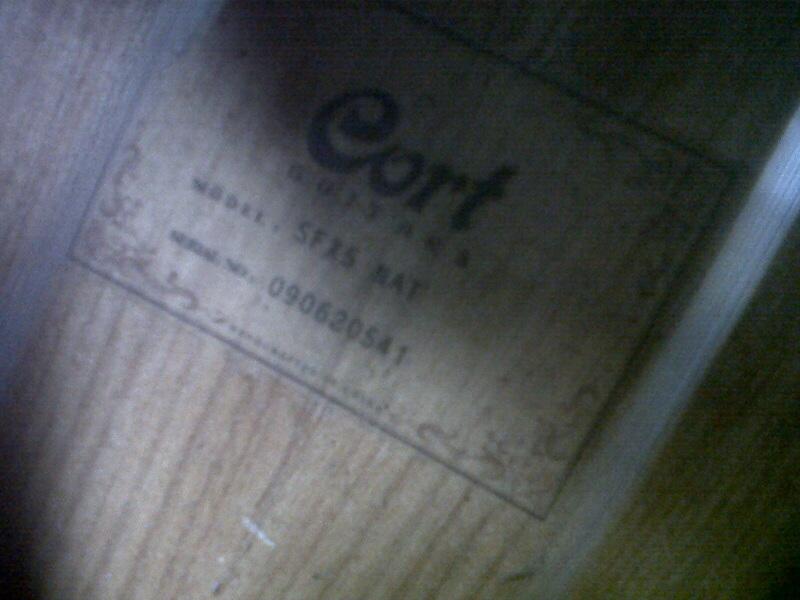 Cort
GUITARS
MODEL. SFX5 NAT
SERIAL NO. 090620541